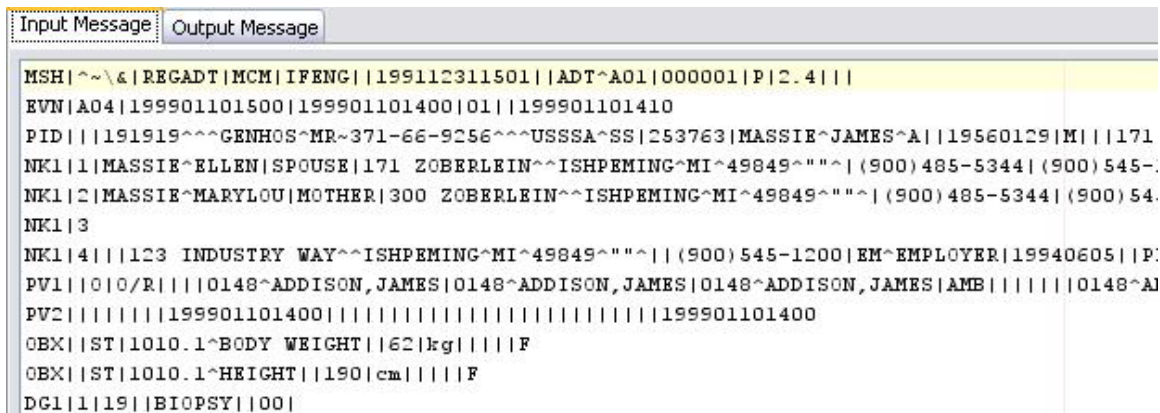 Input Message Output Message
MSH|^~\&|REGADT|MCM|IFENG||199112311501||ADT^A01|000001|P|2.4|||
EVN|A04|199901101500|199901101400|01||199901101410
PID|||191919^^^GENHOS^MR~371-66-9256^^^USSSA^SS|253763|MASSIE^JAMES^A||19560129|M|||171
NK1|1|MASSIE^ELLEN|SPOUSE|171 ZOBERLEIN^^ISHPEMING^MI^49849^""^|(900)485-5344|(900)545-1
NK1|2|MASSIE^MARYLOU|MOTHER|300 ZOBERLEIN^^ISHPEMING^MI^49849^""^|(900)485-5344|(900)54
NK1|3
NK1|4|||123 INDUSTRY WAY^^ISHPEMING^MI^49849^""^||(900)545-1200|EM^EMPLOYER|19940605||P
PV1||O|O/R||||0148^ADDISON,JAMES|0148^ADDISON,JAMES|0148^ADDISON,JAMES|AMB|||||||0148^A
PV2||||||||199901101400||||||||||||||||||||||||||199901101400
OBX||ST|1010.1^BODY WEIGHT||62|kg|||||F
OBX||ST|1010.1^HEIGHT||190|cm|||||F
DG1|1|19||BIOPSY||00|